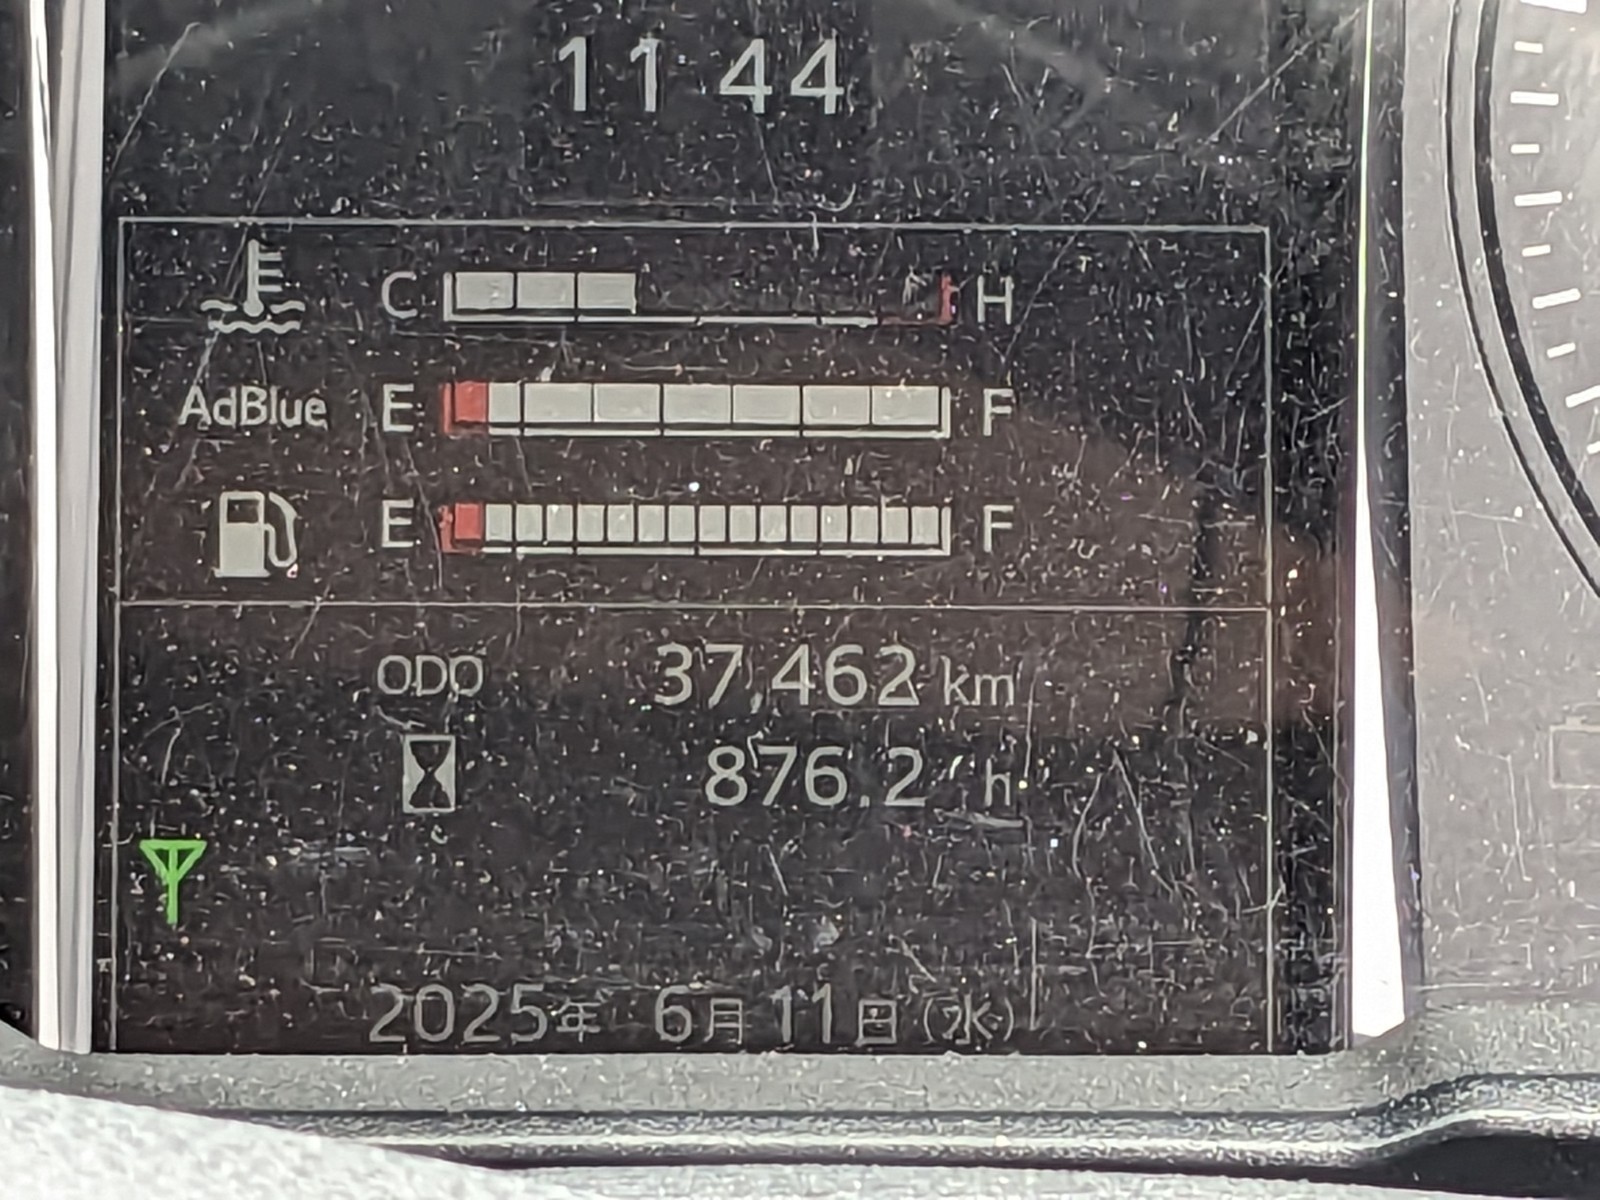 11 44
C H
AdBlue E F
E F
ODO 37,462 km
876.2 h
2025年 6月 11日 (水)